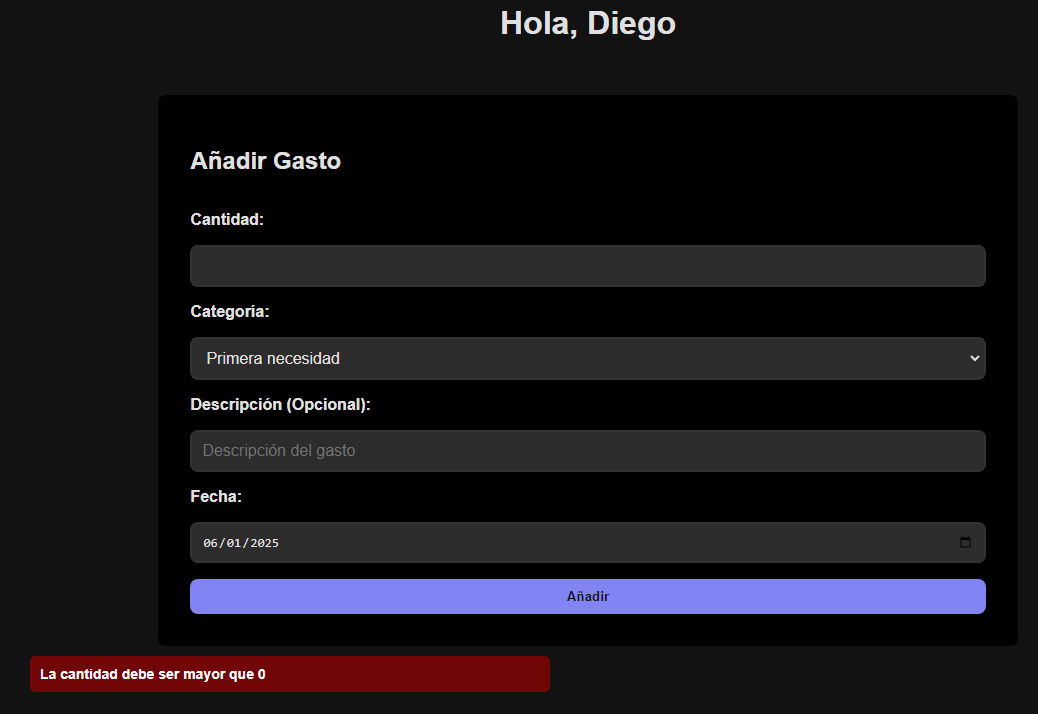 Hola, Diego
Añadir Gasto
Cantidad:
Categoría:
Primera necesidad
Descripción (Opcional):
Descripción del gasto
Fecha:
06/01/2025
Añadir
La cantidad debe ser mayor que 0